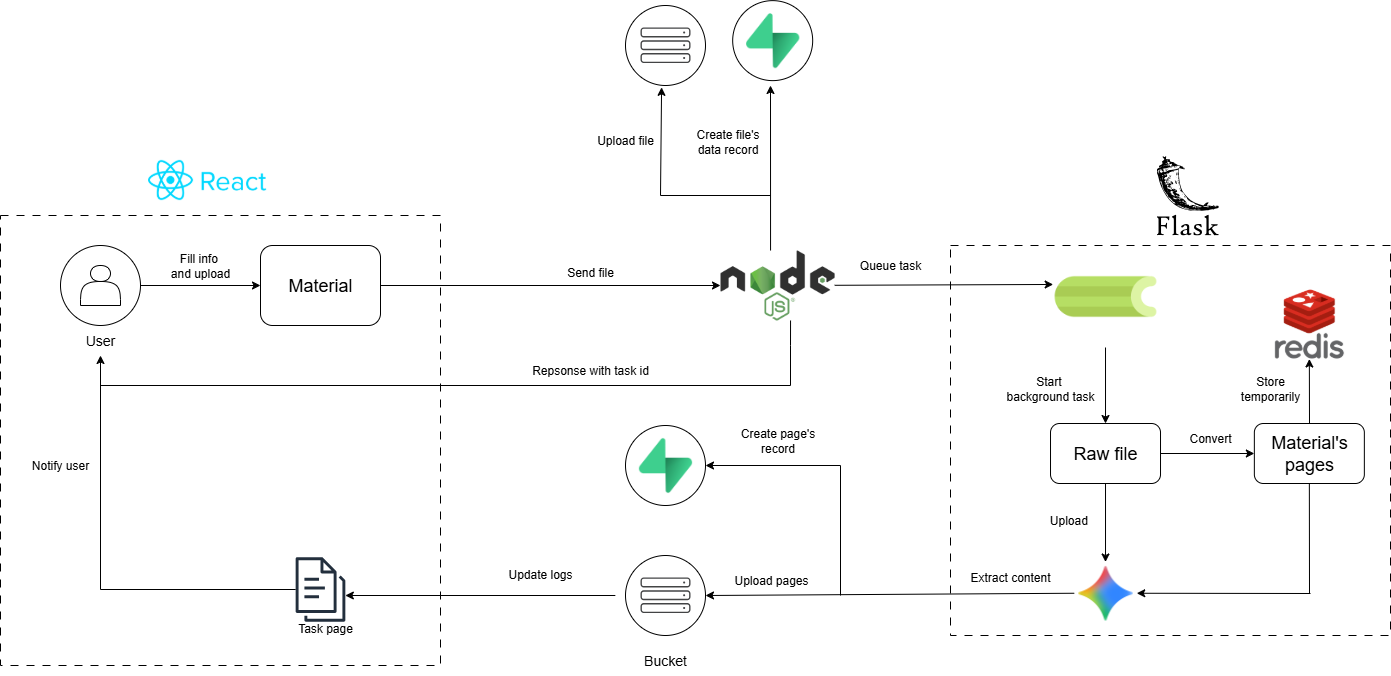 Upload file
Create file's
data record
React
Flask
Fill info
and upload
Material
Send file
node
JS
Queue task
User
redis
Repsonse with task id
Start
background task
Store
temporarily
Create page's
record
Convert
Raw file
Material's
pages
Notify user
Upload
Update logs
Upload pages
Extract content
Task page
Bucket